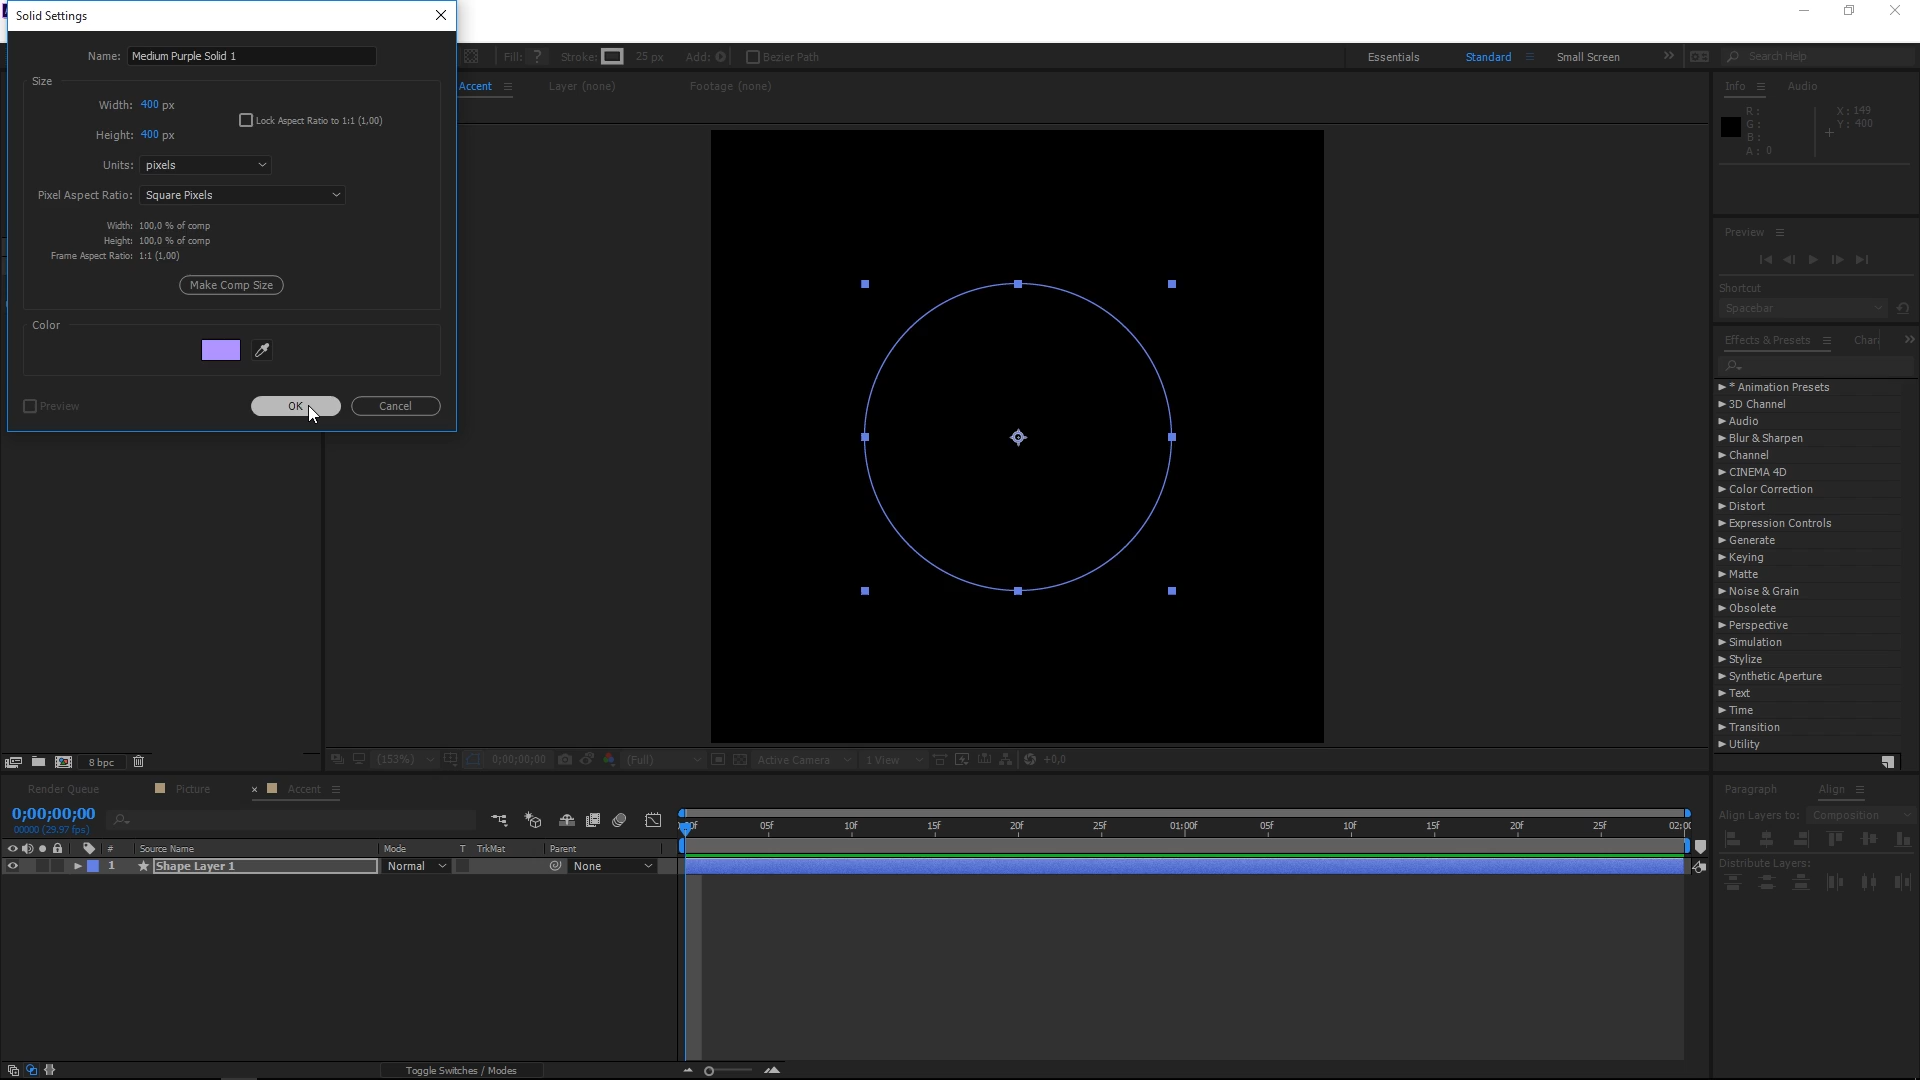 Solid Settings
Name: Medium Purple Solid 1
Size
Width: 400 px
Lock Aspect Ratio to 1:1 (1,00)
Height: 400 px
Units: pixels
Pixel Aspect Ratio: Square Pixels
Width: 100,0 % of comp
Height: 100,0 % of comp
Frame Aspect Ratio: 1:1 (1,00)
Make Comp Size
Color
Preview OK Cancel
Fill: ? Stroke: 25 px Add: Bezier Path
Essentials Standard Small Screen Search Help
Accent Layer (none) Footage (none)
Info Audio
R: X: 149
G: Y: 400
B:
A: 0
Preview
Shortcut
Spacebar
Effects & Presets
* Animation Presets
3D Channel
Audio
Blur & Sharpen
Channel
CINEMA 4D
Color Correction
Distort
Expression Controls
Generate
Keying
Matte
Noise & Grain
Obsolete
Perspective
Simulation
Stylize
Synthetic Aperture
Text
Time
Transition
Utility
8 bpc
(153%) 0;00;00;00 (Full) Active Camera 1 View +0,0
Render Queue Picture × Accent
0;00;00;00
00000 (29.97 fps)
05f 10f 15f 20f 25f 01:00f 05f 10f 15f 20f 25f
# Source Name Mode T TrkMat Parent
1 Shape Layer 1 Normal None
Toggle Switches / Modes
Paragraph Align
Align Layers to: Composition
Distribute Layers: